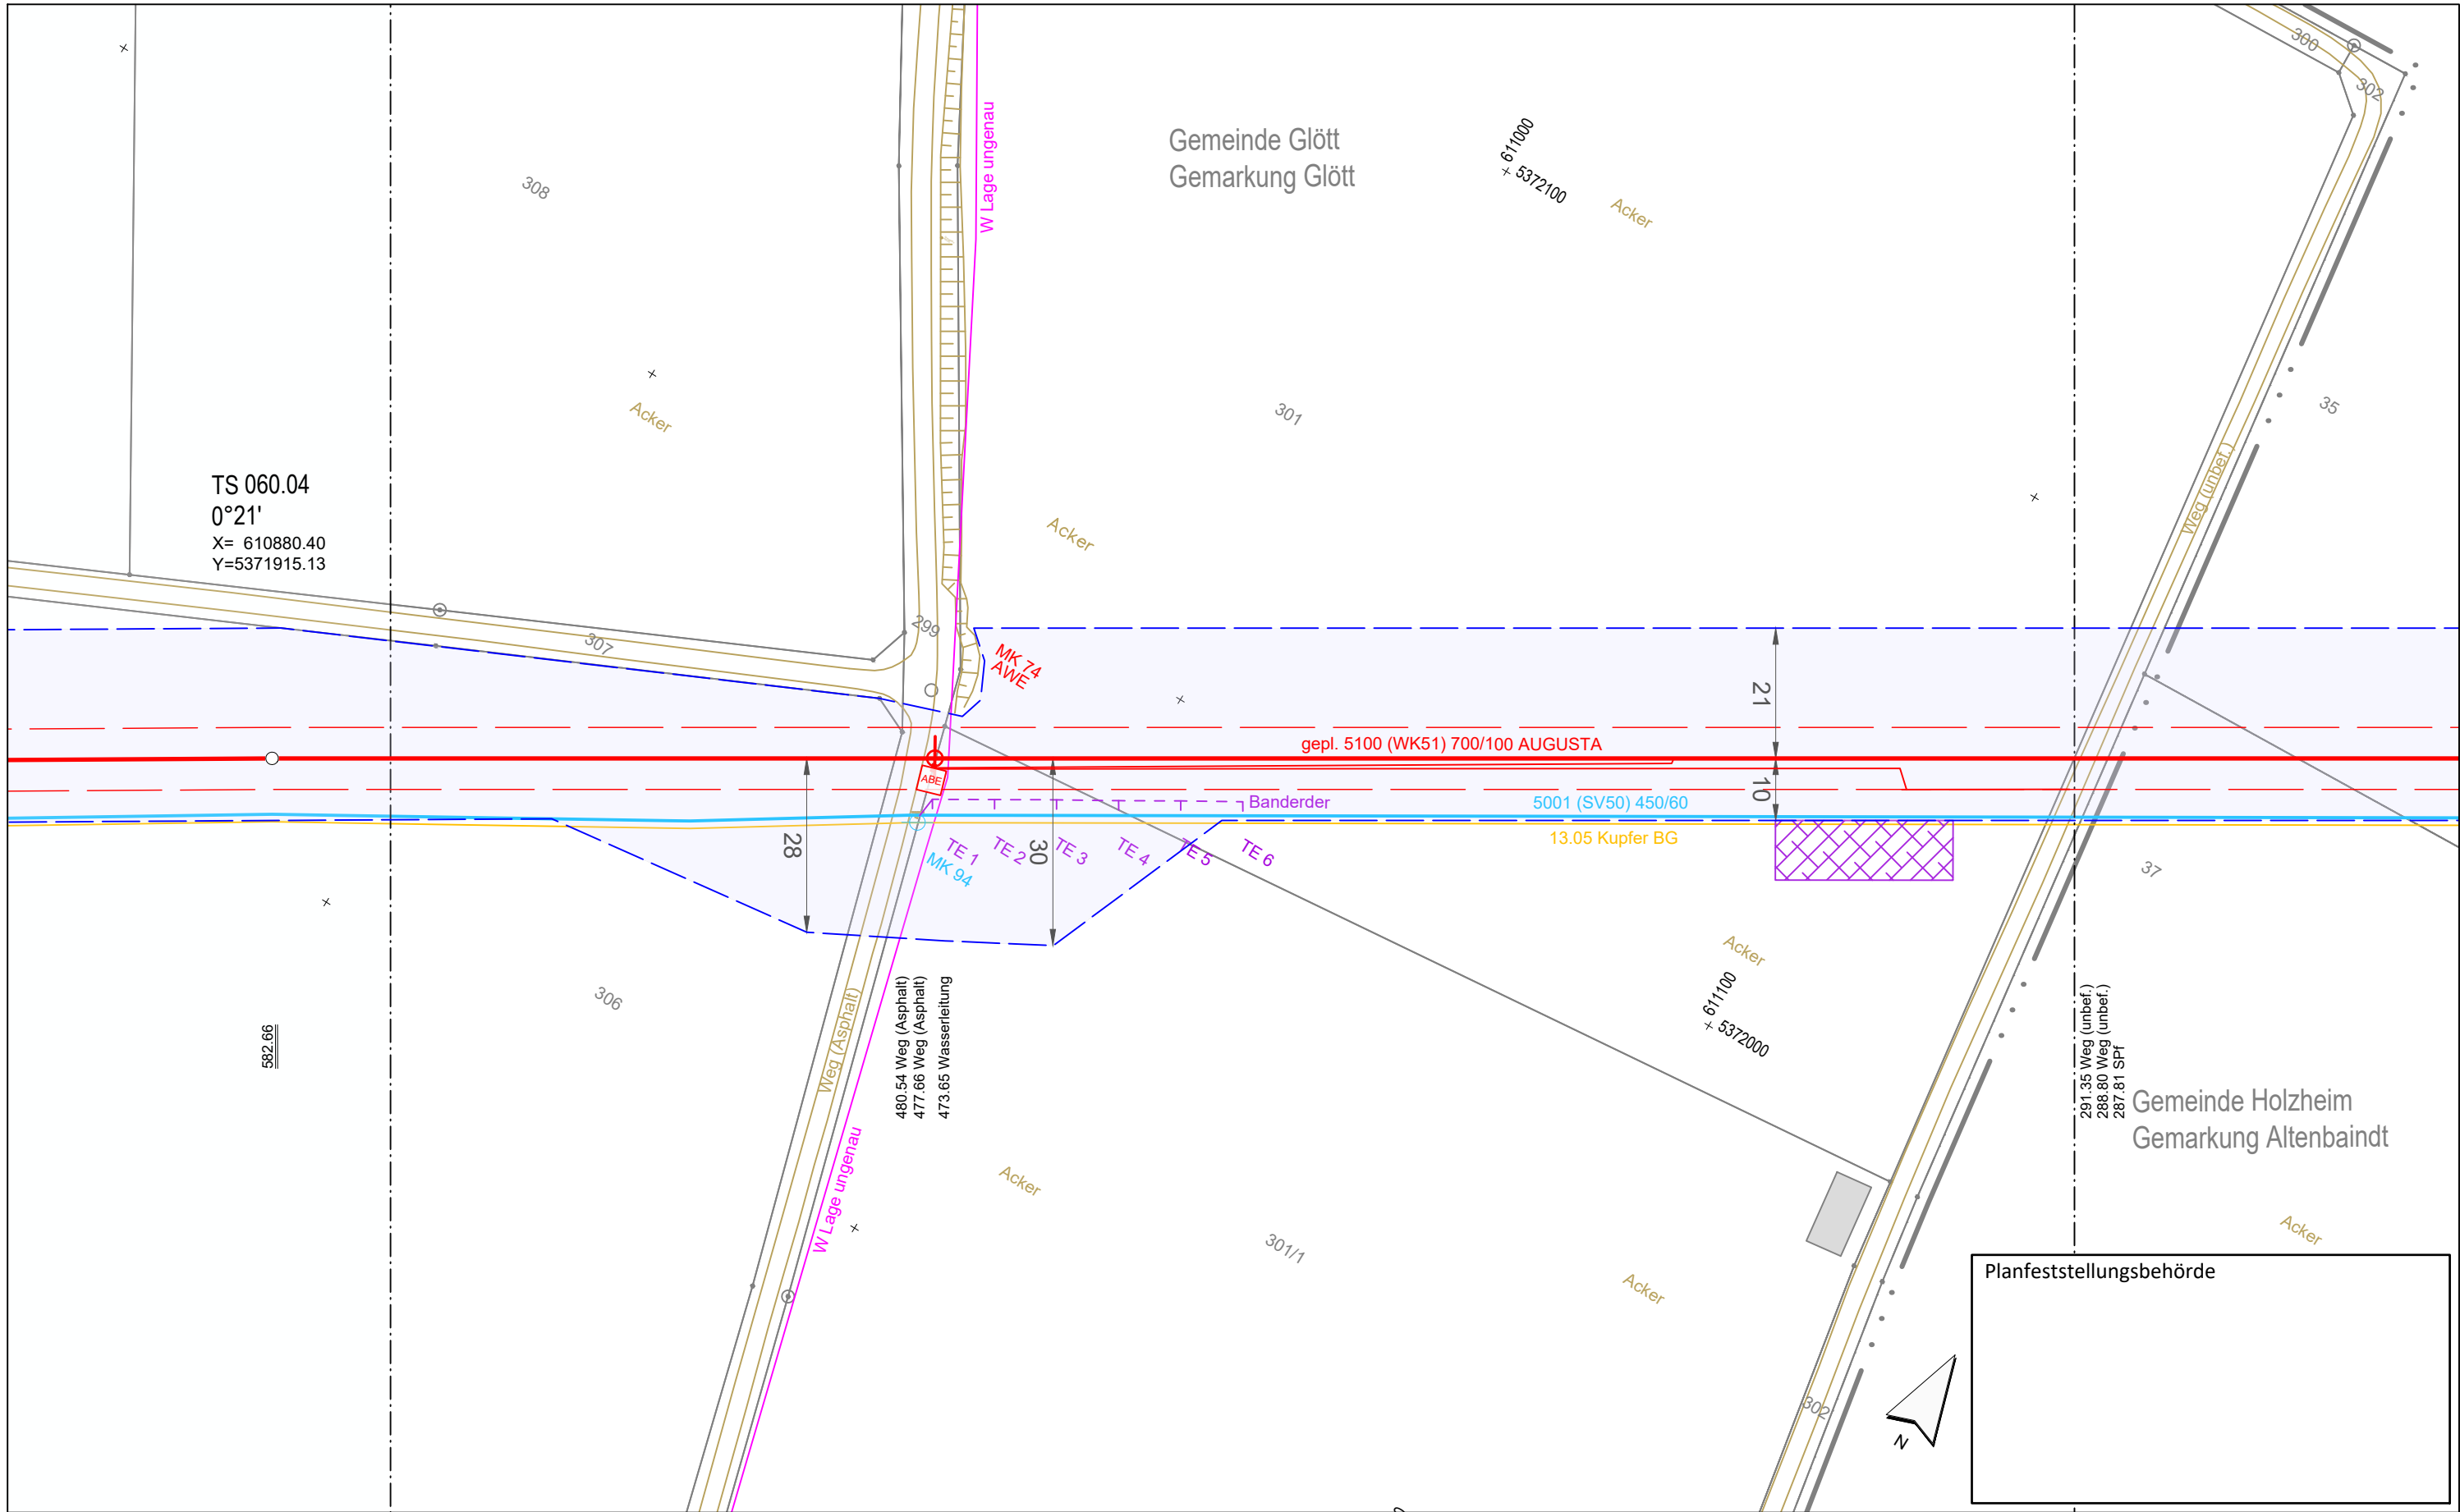 300
302
W Lage ungenau
Gemeinde Glött
Gemarkung Glött
611000
+ 5372100
308
Acker
Acker
301
35
Weg (unbef.)
TS 060.04
0°21'
X= 610880.40
Y=5371915.13
Acker
299
307
MK 74
AWE
21
gepl. 5100 (WK51) 700/100 AUGUSTA
ABE
10
Banderder
5001 (SV50) 450/60
13.05 Kupfer BG
28
30
TE 1
TE 2
TE 3
TE 4
TE 5
TE 6
MK 94
37
Acker
611100
+ 5372000
306
582.66
Weg (Asphalt)
480.54 Weg (Asphalt)
477.66 Weg (Asphalt)
473.65 Wasserleitung
291.35 Weg (unbef.)
288.80 Weg (unbef.)
287.81 SPf
Gemeinde Holzheim
Gemarkung Altenbaindt
W Lage ungenau
Acker
301/1
Acker
Acker
Planfeststellungsbehörde
302
N